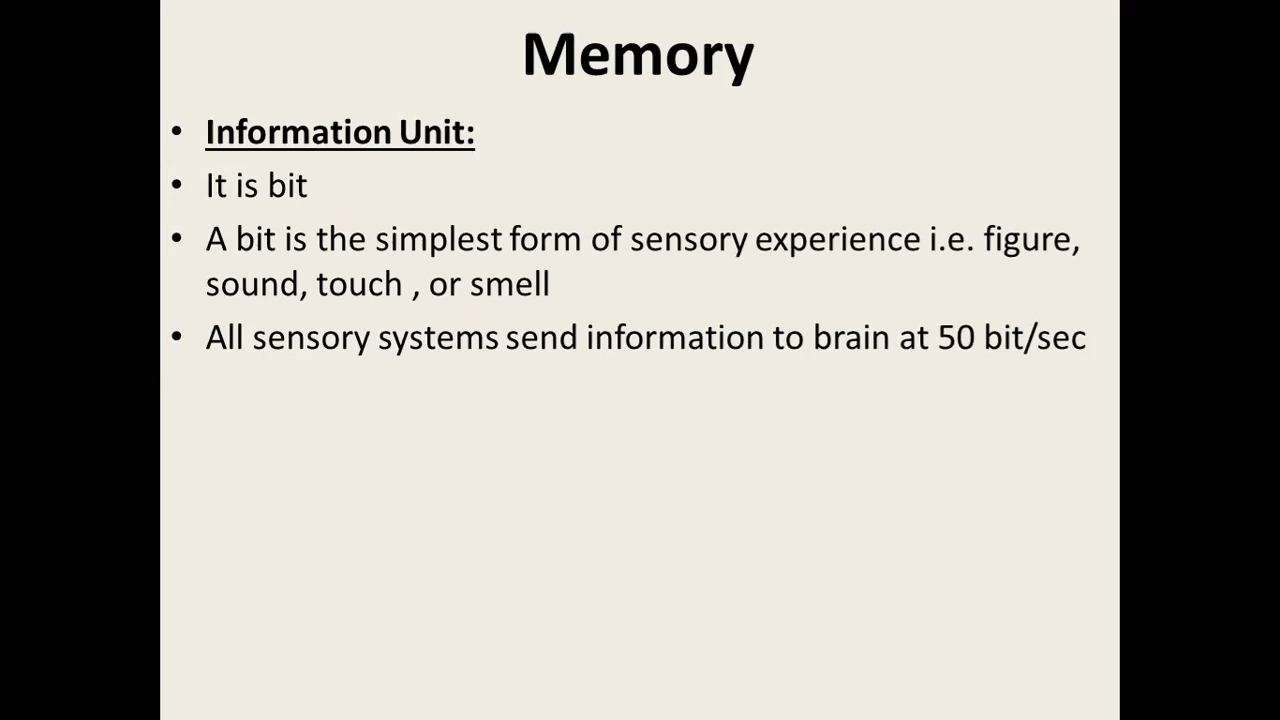 Memory
• Information Unit:
• It is bit
• A bit is the simplest form of sensory experience i.e. figure,
sound, touch , or smell
• All sensory systems send information to brain at 50 bit/sec